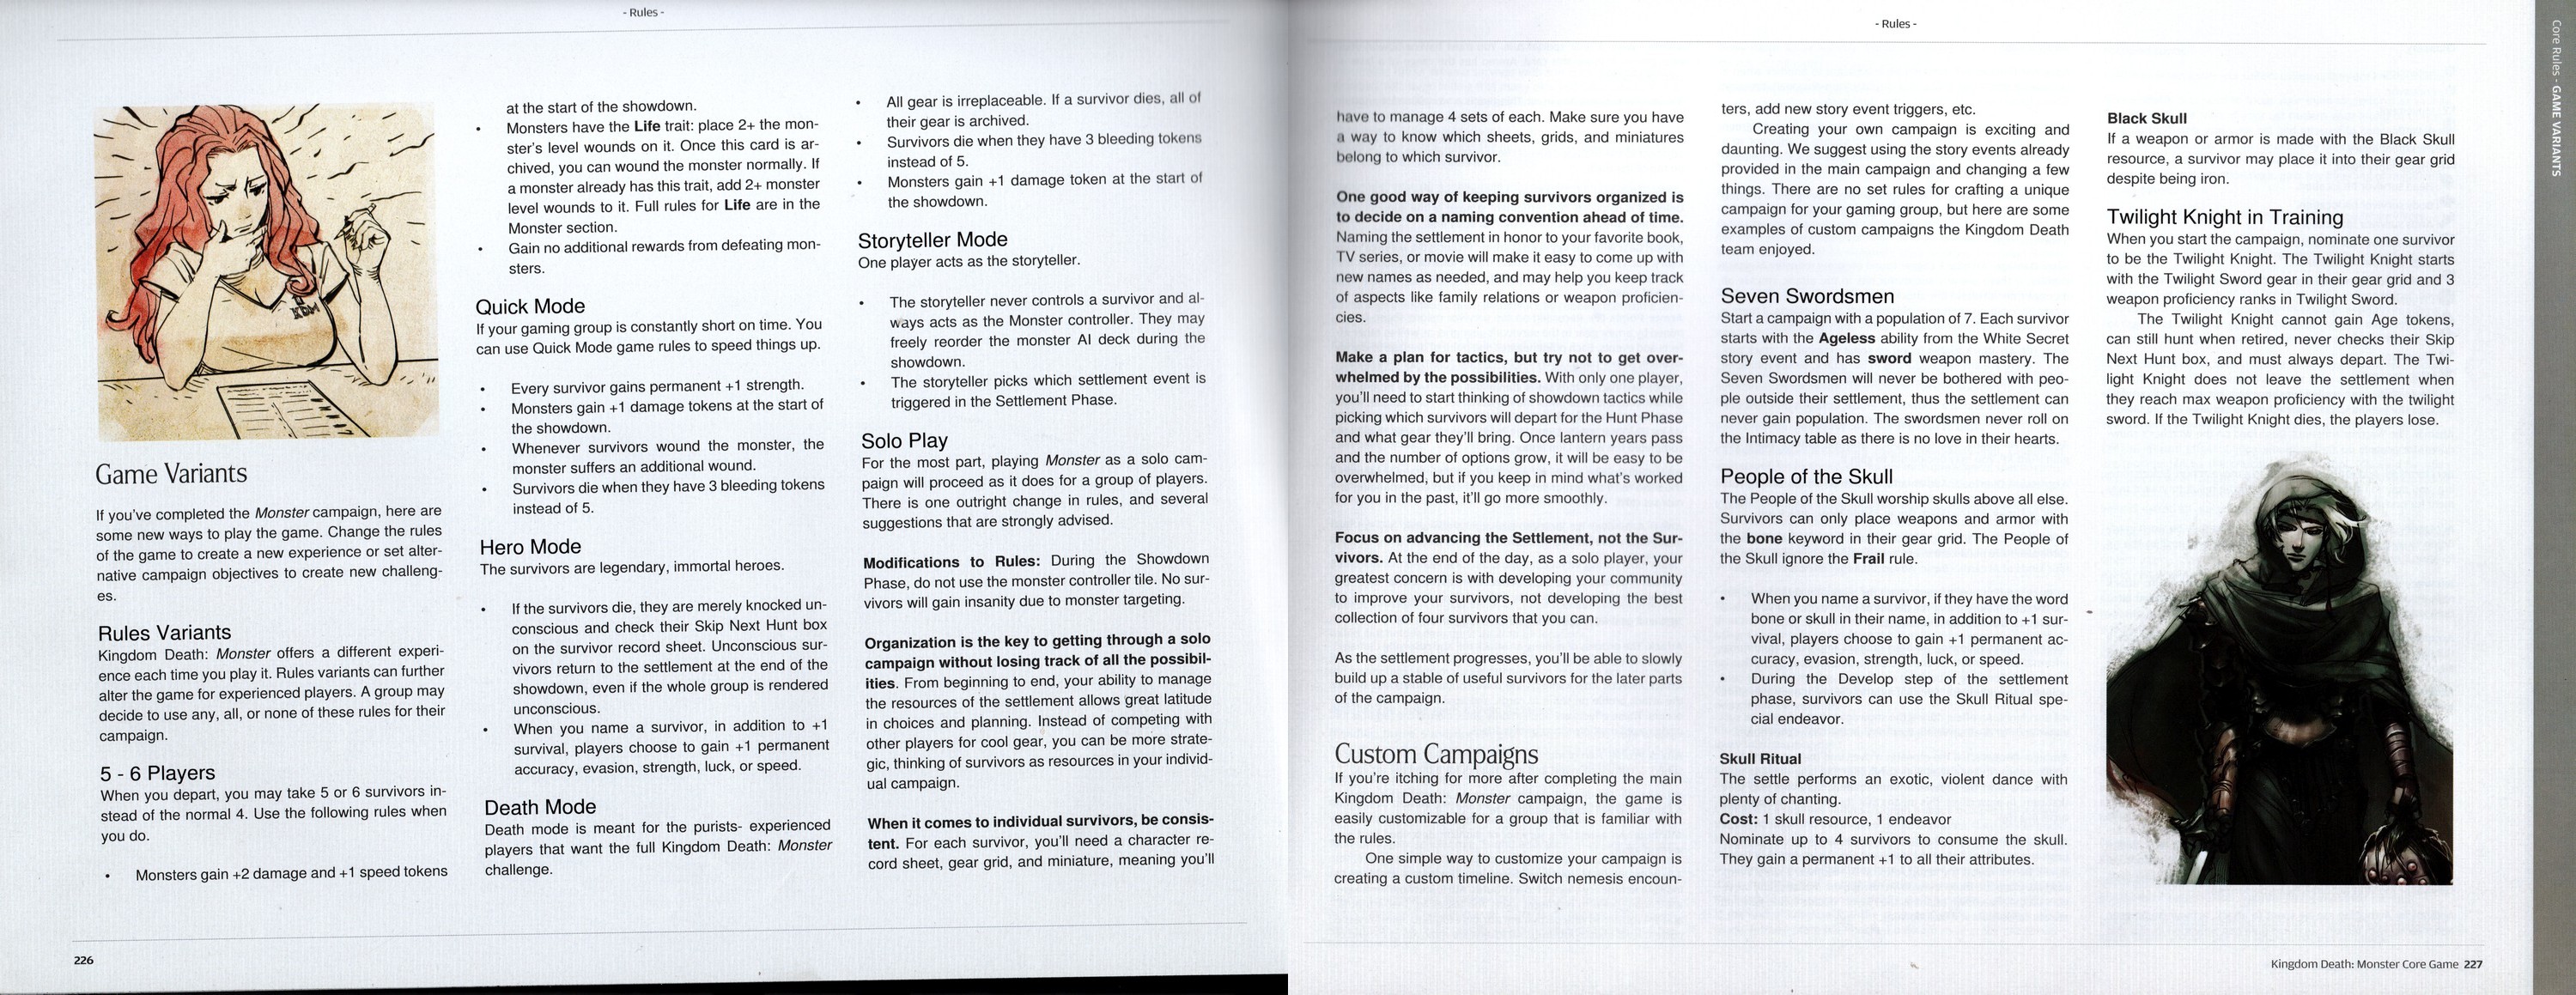 - Rules -
Game Variants
If you've completed the Monster campaign, here are
some new ways to play the game. Change the rules
of the game to create a new experience or set alter-
native campaign objectives to create new challeng-
es.
Rules Variants
Kingdom Death: Monster offers a different experi-
ence each time you play it. Rules variants can further
alter the game for experienced players. A group may
decide to use any, all, or none of these rules for their
campaign.
5 - 6 Players
When you depart, you may take 5 or 6 survivors in-
stead of the normal 4. Use the following rules when
you do.
• Monsters gain +2 damage and +1 speed tokens
at the start of the showdown.
• Monsters have the Life trait: place 2+ the mon-
ster's level wounds on it. Once this card is ar-
chived, you can wound the monster normally. If
a monster already has this trait, add 2+ monster
level wounds to it. Full rules for Life are in the
Monster section.
• Gain no additional rewards from defeating mon-
sters.
Quick Mode
If your gaming group is constantly short on time. You
can use Quick Mode game rules to speed things up.
• Every survivor gains permanent +1 strength.
• Monsters gain +1 damage tokens at the start of
the showdown.
• Whenever survivors wound the monster, the
monster suffers an additional wound.
• Survivors die when they have 3 bleeding tokens
instead of 5.
Hero Mode
The survivors are legendary, immortal heroes.
• If the survivors die, they are merely knocked un-
conscious and check their Skip Next Hunt box
on the survivor record sheet. Unconscious sur-
vivors return to the settlement at the end of the
showdown, even if the whole group is rendered
unconscious.
• When you name a survivor, in addition to +1
survival, players choose to gain +1 permanent
accuracy, evasion, strength, luck, or speed.
Death Mode
Death mode is meant for the purists- experienced
players that want the full Kingdom Death: Monster
challenge.
• All gear is irreplaceable. If a survivor dies, all of
their gear is archived.
• Survivors die when they have 3 bleeding tokens
instead of 5.
• Monsters gain +1 damage token at the start of
the showdown.
Storyteller Mode
One player acts as the storyteller.
• The storyteller never controls a survivor and al-
ways acts as the Monster controller. They may
freely reorder the monster AI deck during the
showdown.
• The storyteller picks which settlement event is
triggered in the Settlement Phase.
Solo Play
For the most part, playing Monster as a solo cam-
paign will proceed as it does for a group of players.
There is one outright change in rules, and several
suggestions that are strongly advised.
Modifications to Rules: During the Showdown
Phase, do not use the monster controller tile. No sur-
vivors will gain insanity due to monster targeting.
Organization is the key to getting through a solo
campaign without losing track of all the possibil-
ities. From beginning to end, your ability to manage
the resources of the settlement allows great latitude
in choices and planning. Instead of competing with
other players for cool gear, you can be more strate-
gic, thinking of survivors as resources in your individ-
ual campaign.
When it comes to individual survivors, be consis-
tent. For each survivor, you'll need a character re-
cord sheet, gear grid, and miniature, meaning you'll
226
- Rules -
have to manage 4 sets of each. Make sure you have
a way to know which sheets, grids, and miniatures
belong to which survivor.
One good way of keeping survivors organized is
to decide on a naming convention ahead of time.
Naming the settlement in honor to your favorite book,
TV series, or movie will make it easy to come up with
new names as needed, and may help you keep track
of aspects like family relations or weapon proficien-
cies.
Make a plan for tactics, but try not to get over-
whelmed by the possibilities. With only one player,
you'll need to start thinking of showdown tactics while
picking which survivors will depart for the Hunt Phase
and what gear they'll bring. Once lantern years pass
and the number of options grow, it will be easy to be
overwhelmed, but if you keep in mind what's worked
for you in the past, it'll go more smoothly.
Focus on advancing the Settlement, not the Sur-
vivors. At the end of the day, as a solo player, your
greatest concern is with developing your community
to improve your survivors, not developing the best
collection of four survivors that you can.
As the settlement progresses, you'll be able to slowly
build up a stable of useful survivors for the later parts
of the campaign.
Custom Campaigns
If you're itching for more after completing the main
Kingdom Death: Monster campaign, the game is
easily customizable for a group that is familiar with
the rules.
One simple way to customize your campaign is
creating a custom timeline. Switch nemesis encoun-
ters, add new story event triggers, etc.
Creating your own campaign is exciting and
daunting. We suggest using the story events already
provided in the main campaign and changing a few
things. There are no set rules for crafting a unique
campaign for your gaming group, but here are some
examples of custom campaigns the Kingdom Death
team enjoyed.
Seven Swordsmen
Start a campaign with a population of 7. Each survivor
starts with the Ageless ability from the White Secret
story event and has sword weapon mastery. The
Seven Swordsmen will never be bothered with peo-
ple outside their settlement, thus the settlement can
never gain population. The swordsmen never roll on
the Intimacy table as there is no love in their hearts.
People of the Skull
The People of the Skull worship skulls above all else.
Survivors can only place weapons and armor with
the bone keyword in their gear grid. The People of
the Skull ignore the Frail rule.
• When you name a survivor, if they have the word
bone or skull in their name, in addition to +1 sur-
vival, players choose to gain +1 permanent ac-
curacy, evasion, strength, luck, or speed.
• During the Develop step of the settlement
phase, survivors can use the Skull Ritual spe-
cial endeavor.
Skull Ritual
The settle performs an exotic, violent dance with
plenty of chanting.
Cost: 1 skull resource, 1 endeavor
Nominate up to 4 survivors to consume the skull.
They gain a permanent +1 to all their attributes.
Black Skull
If a weapon or armor is made with the Black Skull
resource, a survivor may place it into their gear grid
despite being iron.
Twilight Knight in Training
When you start the campaign, nominate one survivor
to be the Twilight Knight. The Twilight Knight starts
with the Twilight Sword gear in their gear grid and 3
weapon proficiency ranks in Twilight Sword.
The Twilight Knight cannot gain Age tokens,
can still hunt when retired, never checks their Skip
Next Hunt box, and must always depart. The Twi-
light Knight does not leave the settlement when
they reach max weapon proficiency with the twilight
sword. If the Twilight Knight dies, the players lose.
Core Rules - GAME VARIANTS
Kingdom Death: Monster Core Game 227
KDM